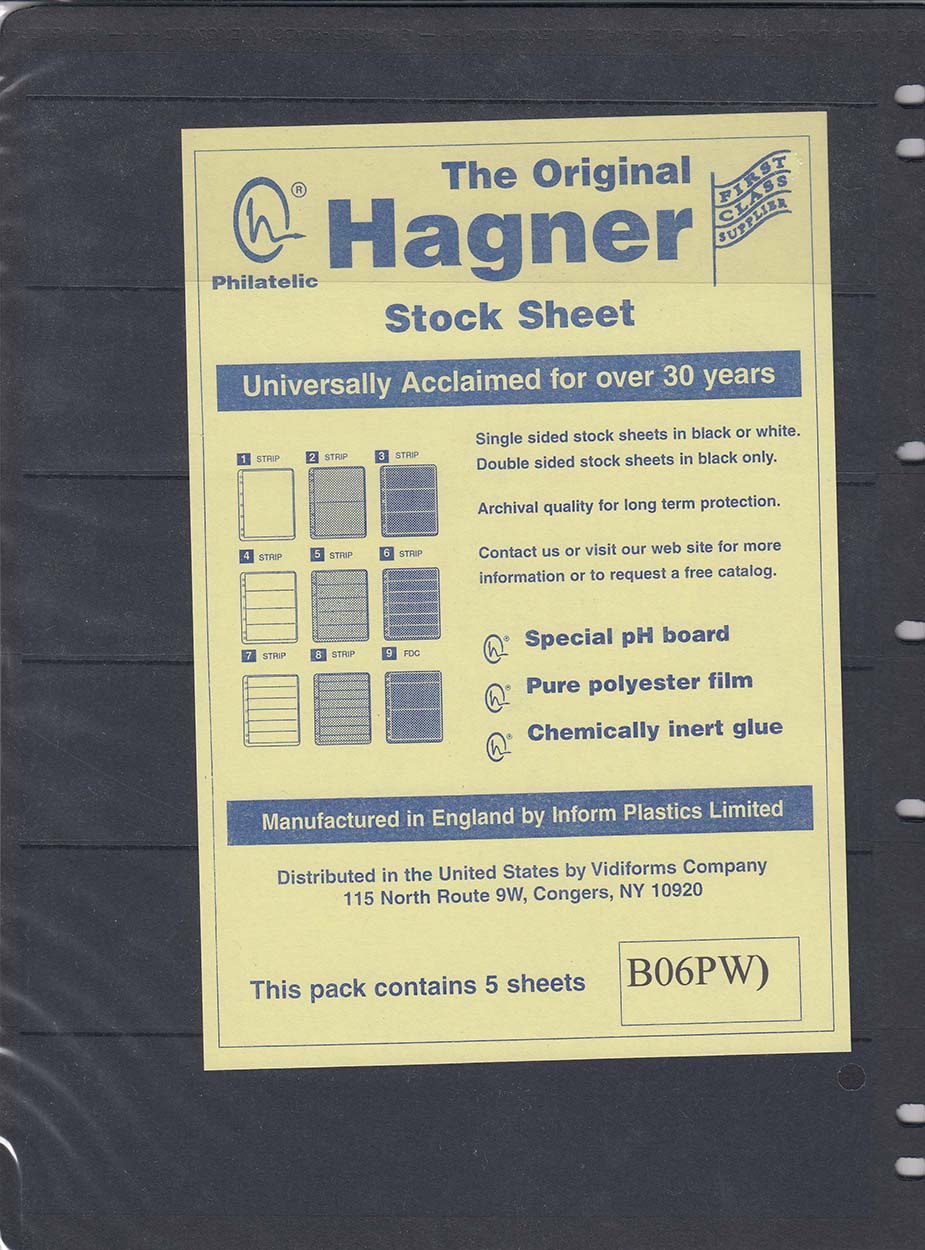 The Original
Hagner
®
Philatelic
FIRST
CLASS
SUPPLIER
Stock Sheet
Universally Acclaimed for over 30 years
1 STRIP 2 STRIP 3 STRIP
4 STRIP 5 STRIP 6 STRIP
7 STRIP 8 STRIP 9 FDC
Single sided stock sheets in black or white.
Double sided stock sheets in black only.
Archival quality for long term protection.
Contact us or visit our web site for more
information or to request a free catalog.
h® Special pH board
h® Pure polyester film
h® Chemically inert glue
Manufactured in England by Inform Plastics Limited
Distributed in the United States by Vidiforms Company
115 North Route 9W, Congers, NY 10920
This pack contains 5 sheets
B06PW)